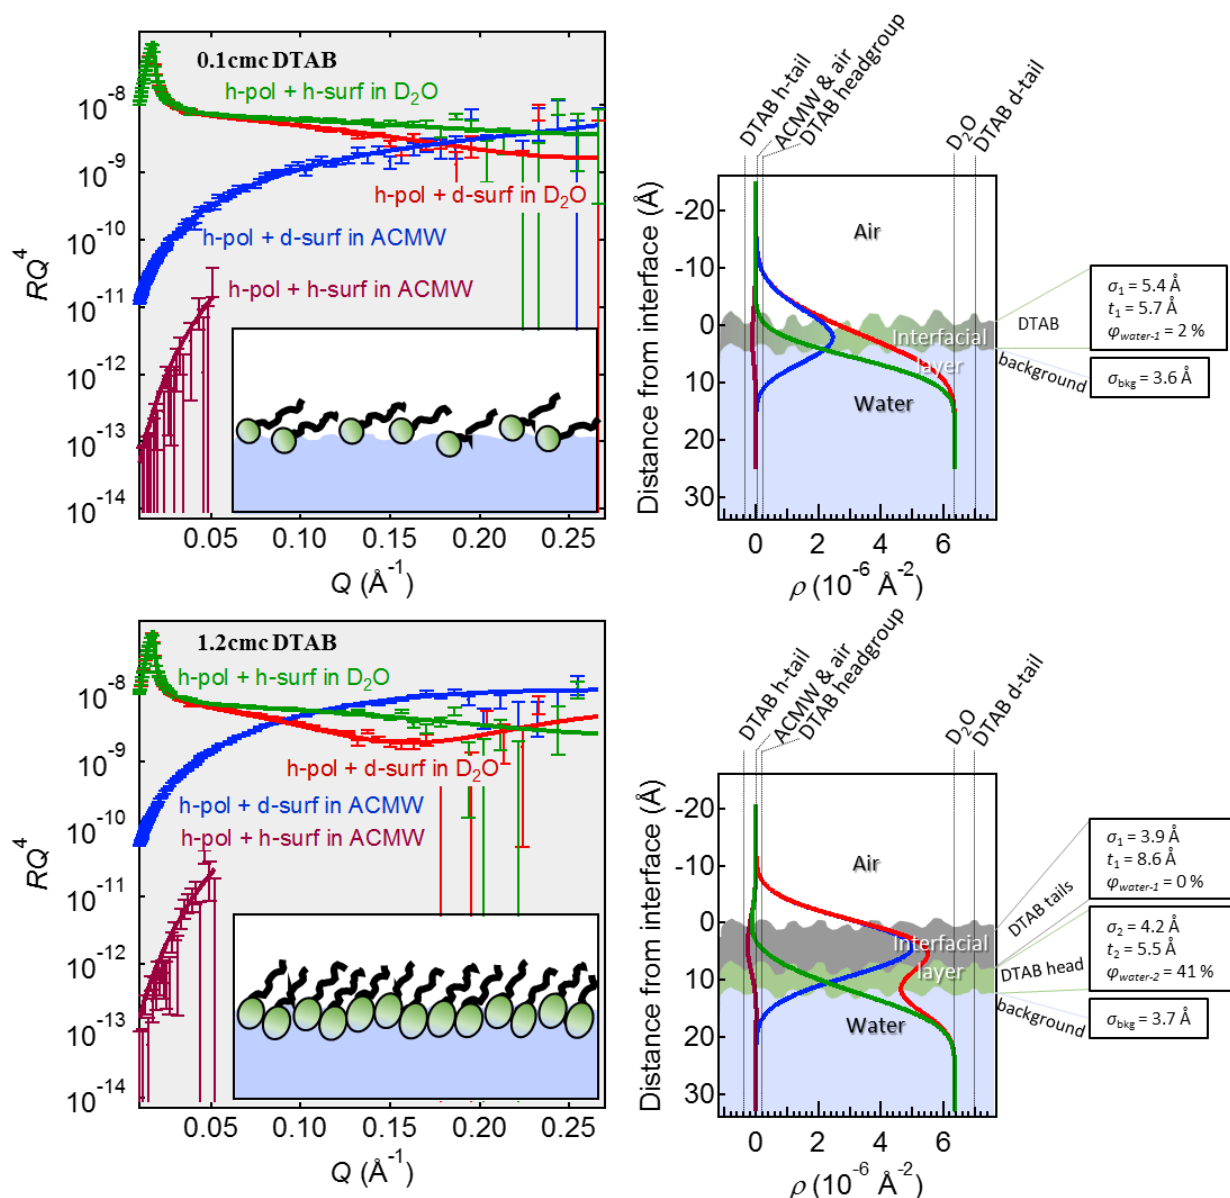 0.1cmc DTAB
h-pol + h-surf in D₂O
h-pol + d-surf in D₂O
h-pol + d-surf in ACMW
h-pol + h-surf in ACMW
RQ⁴
10⁻⁸
10⁻⁹
10⁻¹⁰
10⁻¹¹
10⁻¹²
10⁻¹³
10⁻¹⁴
0.05
0.10
0.15
0.20
0.25
Q (Å⁻¹)
DTAB h-tail
ACMW & air
DTAB headgroup
D₂O
DTAB d-tail
Distance from interface (Å)
-20
-10
0
10
20
30
Air
Interfacial
layer
Water
0
2
4
6
ρ (10⁻⁶ Å⁻²)
DTAB
background
σ₁ = 5.4 Å
t₁ = 5.7 Å
φwater-1 = 2 %
σbkg = 3.6 Å
1.2cmc DTAB
h-pol + h-surf in D₂O
h-pol + d-surf in D₂O
h-pol + d-surf in ACMW
h-pol + h-surf in ACMW
RQ⁴
10⁻⁸
10⁻⁹
10⁻¹⁰
10⁻¹¹
10⁻¹²
10⁻¹³
10⁻¹⁴
0.05
0.10
0.15
0.20
0.25
Q (Å⁻¹)
DTAB h-tail
ACMW & air
DTAB headgroup
D₂O
DTAB d-tail
Distance from interface (Å)
-20
-10
0
10
20
30
Air
Interfacial
layer
Water
0
2
4
6
ρ (10⁻⁶ Å⁻²)
DTAB tails
DTAB head
background
σ₁ = 3.9 Å
t₁ = 8.6 Å
φwater-1 = 0 %
σ₂ = 4.2 Å
t₂ = 5.5 Å
φwater-2 = 41 %
σbkg = 3.7 Å